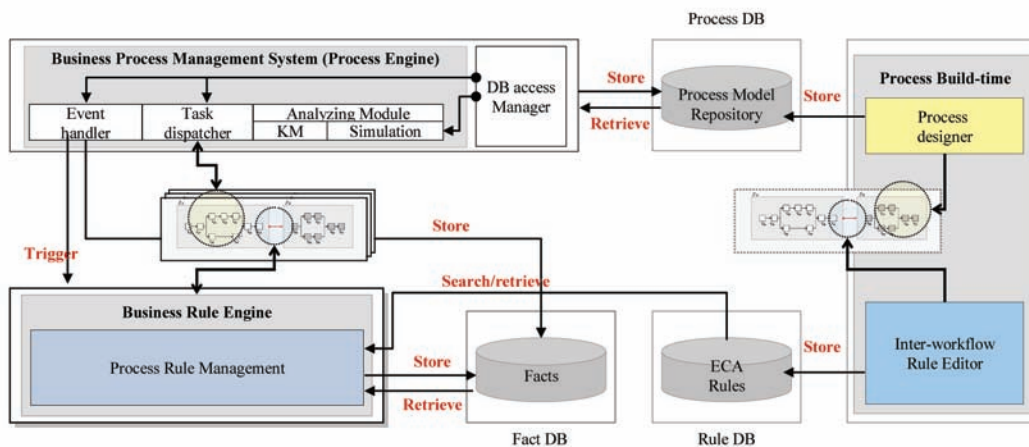 Process DB
Business Process Management System (Process Engine)
DB access
Manager
Event
handler
Task
dispatcher
Analyzing Module
KM
Simulation
Store
Retrieve
Process Model
Repository
Store
Process Build-time
Process
designer
Trigger
Store
Search/retrieve
Business Rule Engine
Process Rule Management
Store
Retrieve
Facts
ECA
Rules
Store
Inter-workflow
Rule Editor
Fact DB
Rule DB